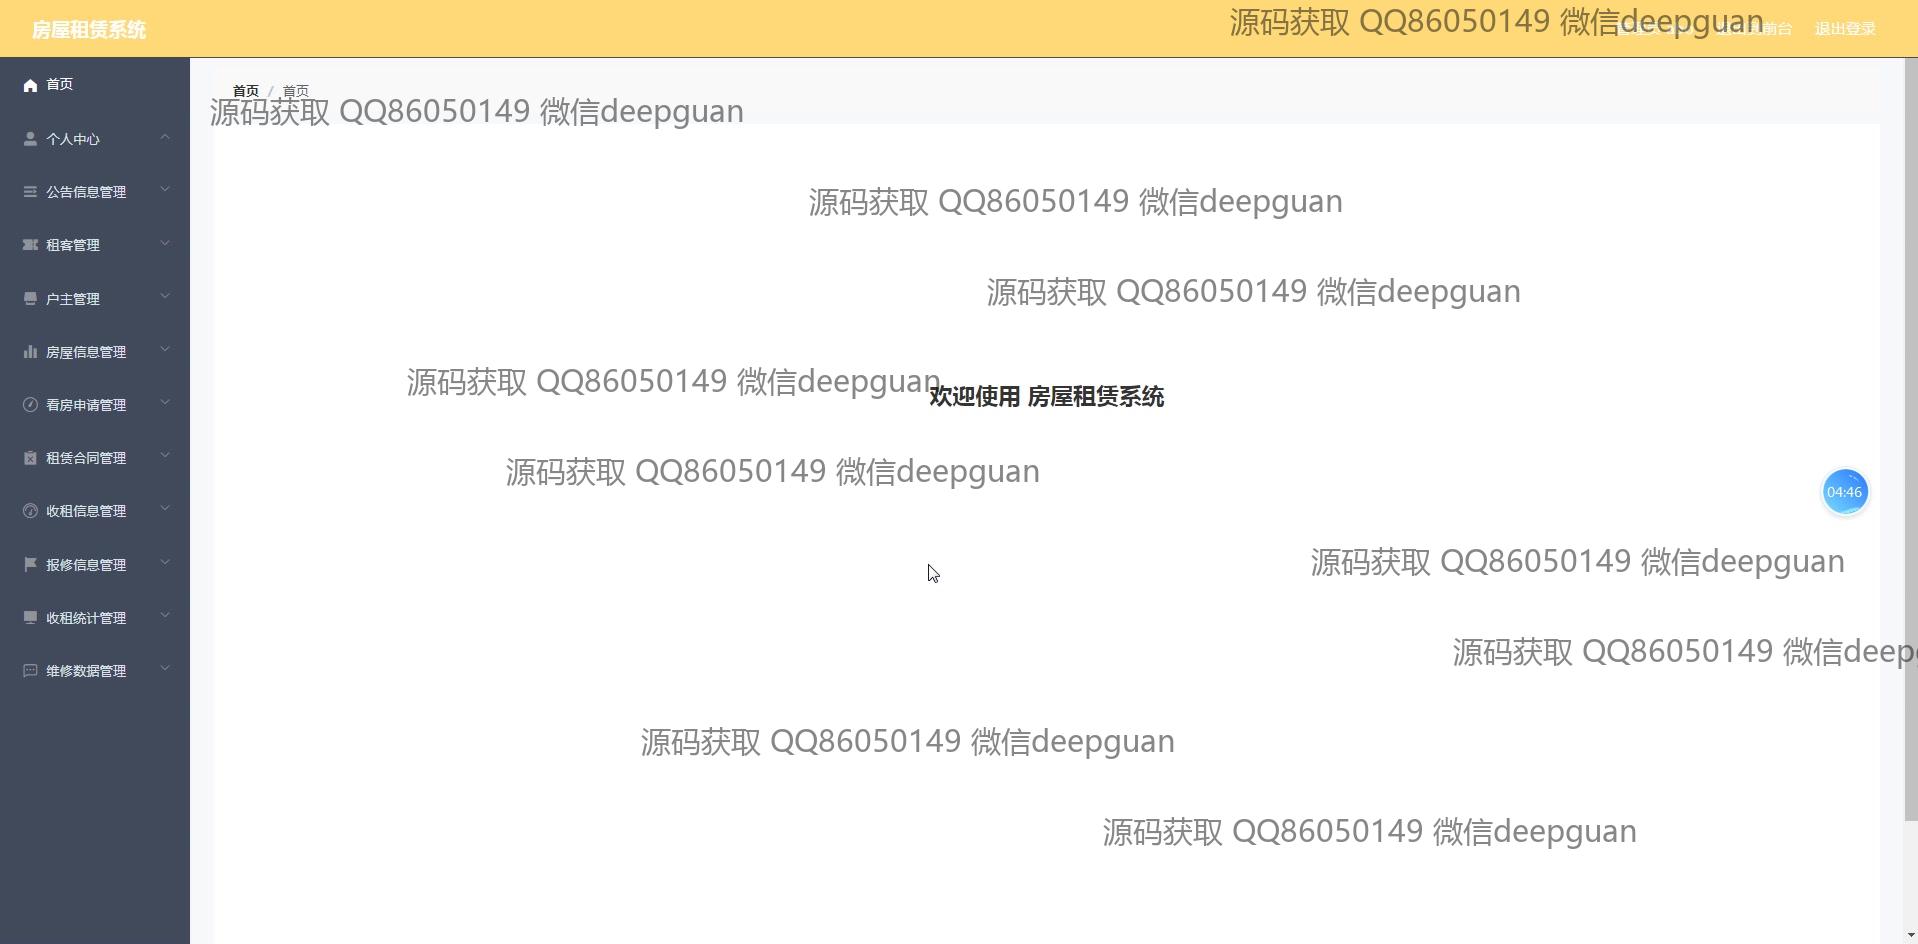 房屋租赁系统
源码获取 QQ86050149 微信deepguan
退出登录
首页
个人中心
公告信息管理
租客管理
户主管理
房屋信息管理
看房申请管理
租赁合同管理
收租信息管理
报修信息管理
收租统计管理
维修数据管理
首页 / 首页
源码获取 QQ86050149 微信deepguan
源码获取 QQ86050149 微信deepguan
源码获取 QQ86050149 微信deepguan
源码获取 QQ86050149 微信deepguan
欢迎使用 房屋租赁系统
源码获取 QQ86050149 微信deepguan
04:46
源码获取 QQ86050149 微信deepguan
源码获取 QQ86050149 微信deep
源码获取 QQ86050149 微信deepguan
源码获取 QQ86050149 微信deepguan